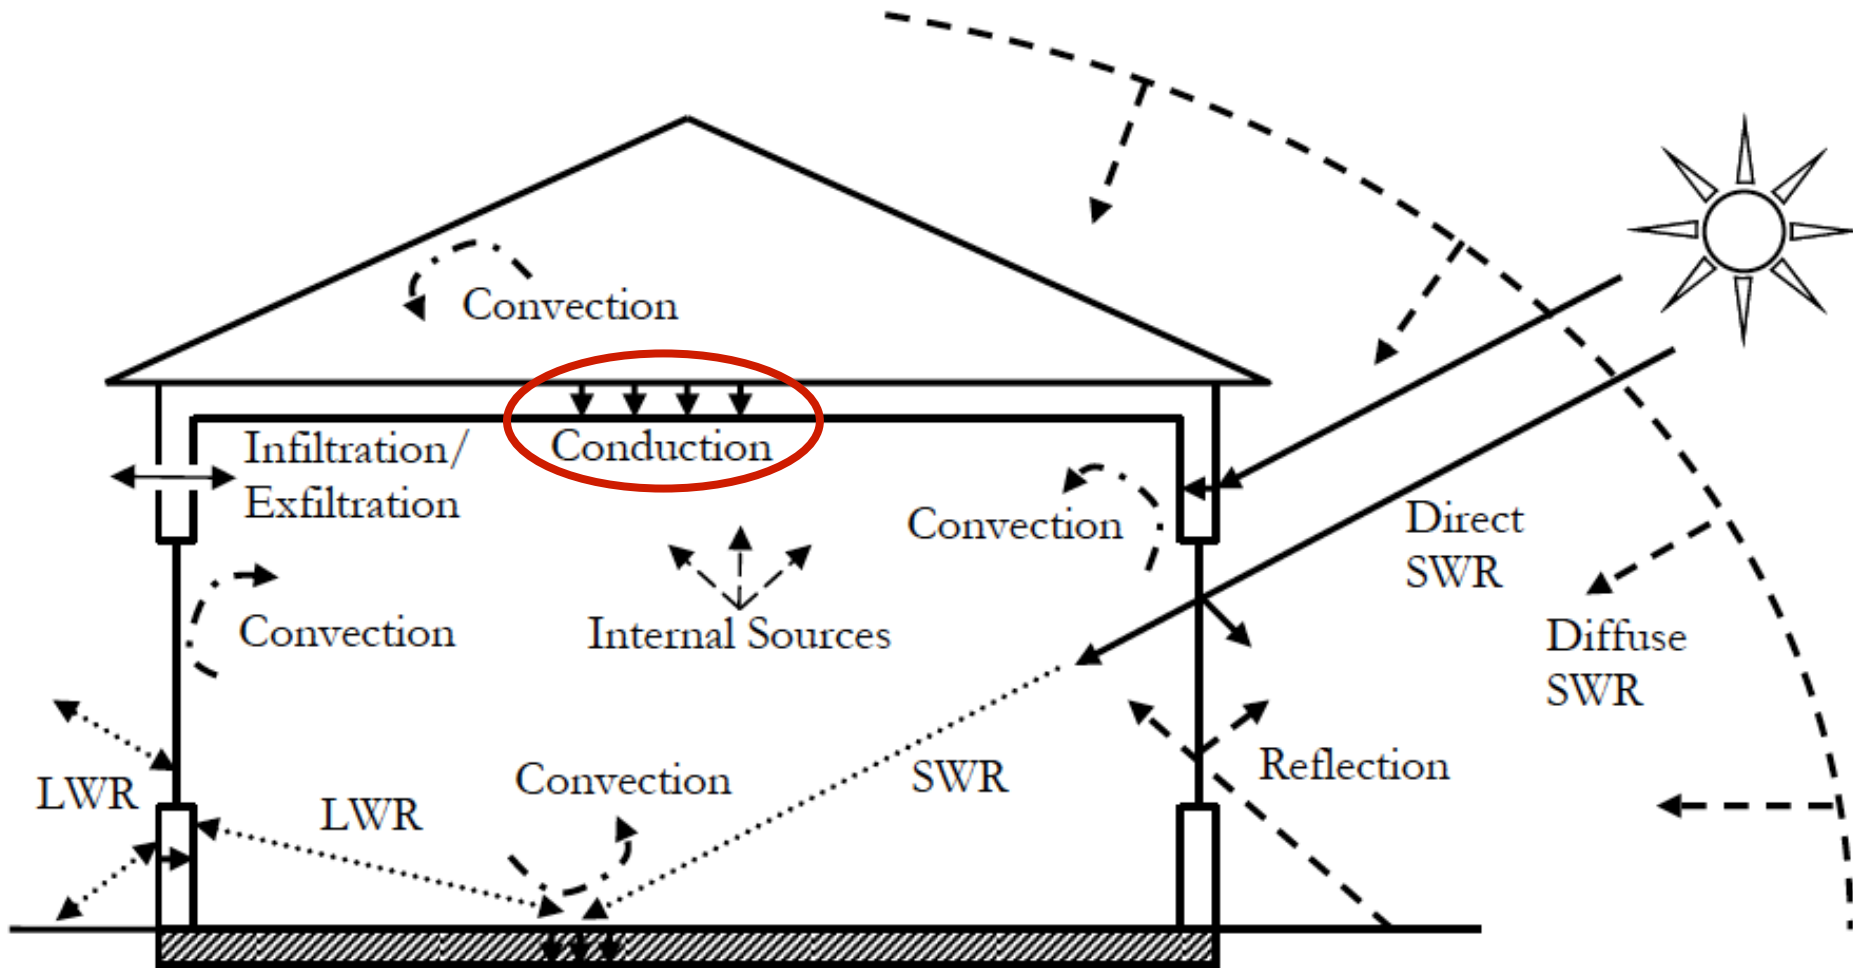 Convection
Conduction
Infiltration/
Exfiltration
Convection
Direct
SWR
Convection
Internal Sources
Diffuse
SWR
Reflection
Convection
SWR
LWR
LWR